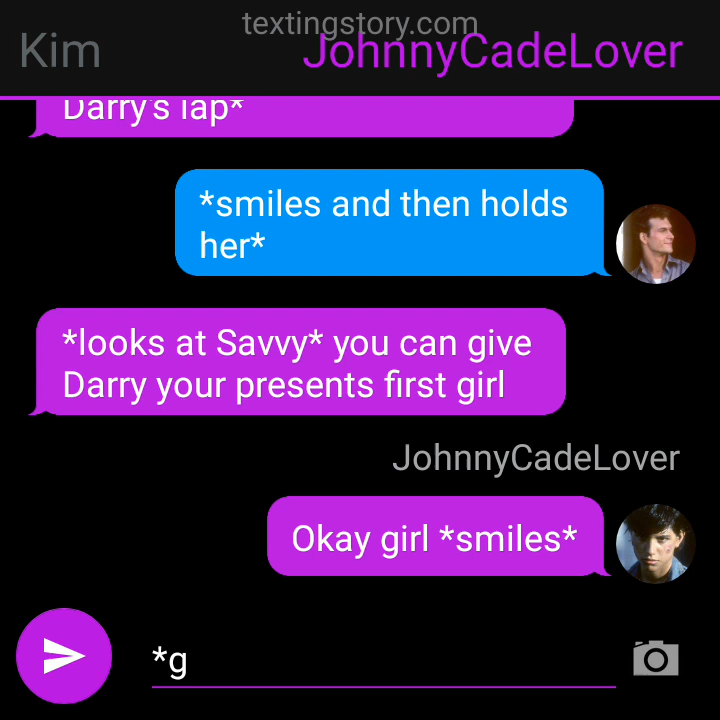 textingstory.com
Kim
JohnnyCadeLover
Darry's lap*
*smiles and then holds
her*
*looks at Savvy* you can give
Darry your presents first girl
JohnnyCadeLover
Okay girl *smiles*
*g